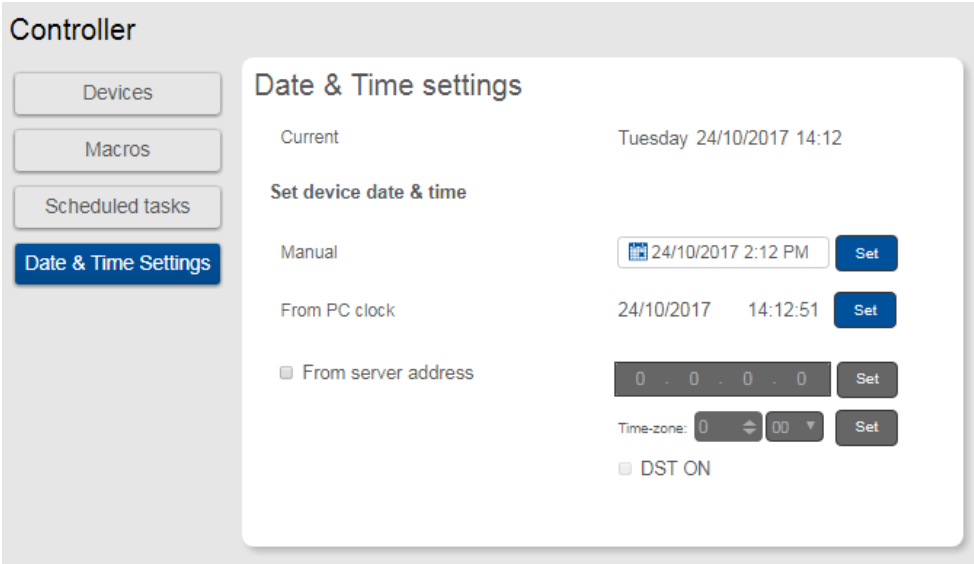 Controller
Devices
Macros
Scheduled tasks
Date & Time Settings
Date & Time settings
Current Tuesday 24/10/2017 14:12
Set device date & time
Manual 24/10/2017 2:12 PM Set
From PC clock 24/10/2017 14:12:51 Set
From server address 0 . 0 . 0 . 0 Set
Time-zone: 0 00 Set
DST ON